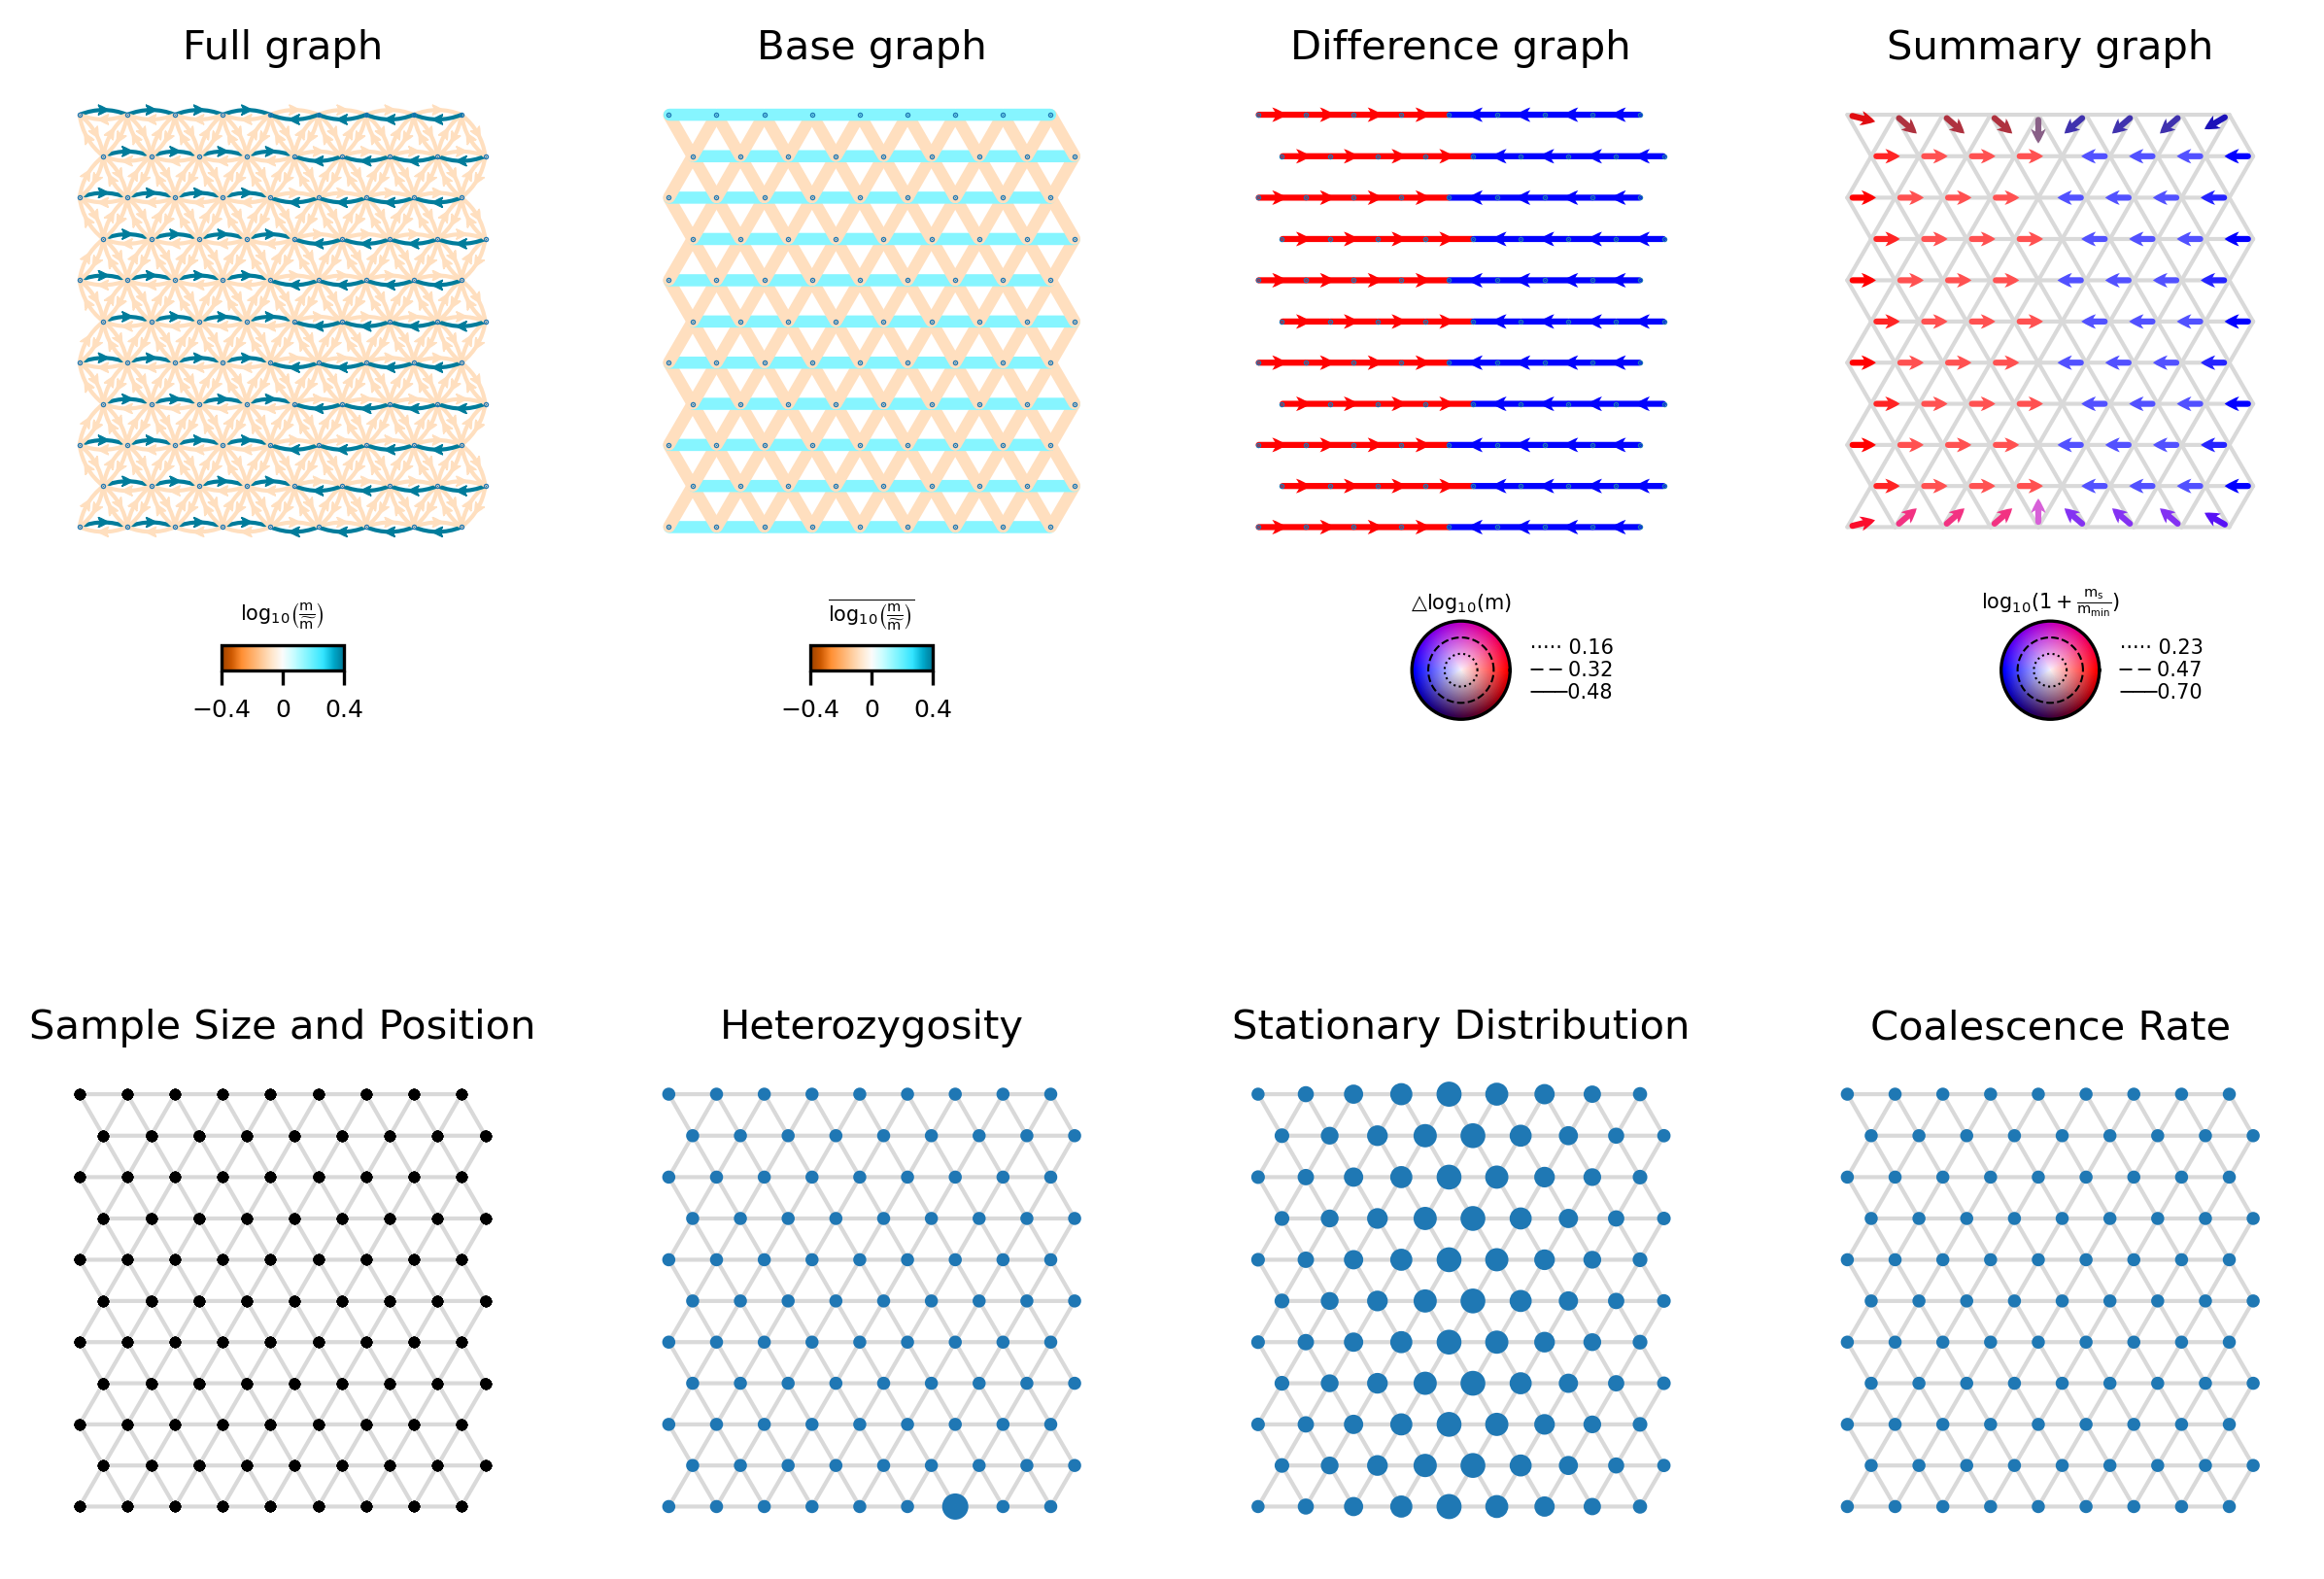 Full graph
Base graph
Difference graph
Summary graph
log₁₀(m/m̃)
log₁₀(m/m̃)
△log₁₀(m)
log₁₀(1 + mₛ/m_min)
−0.4 0 0.4
−0.4 0 0.4
0.16
0.32
0.48
0.23
0.47
0.70
Sample Size and Position
Heterozygosity
Stationary Distribution
Coalescence Rate